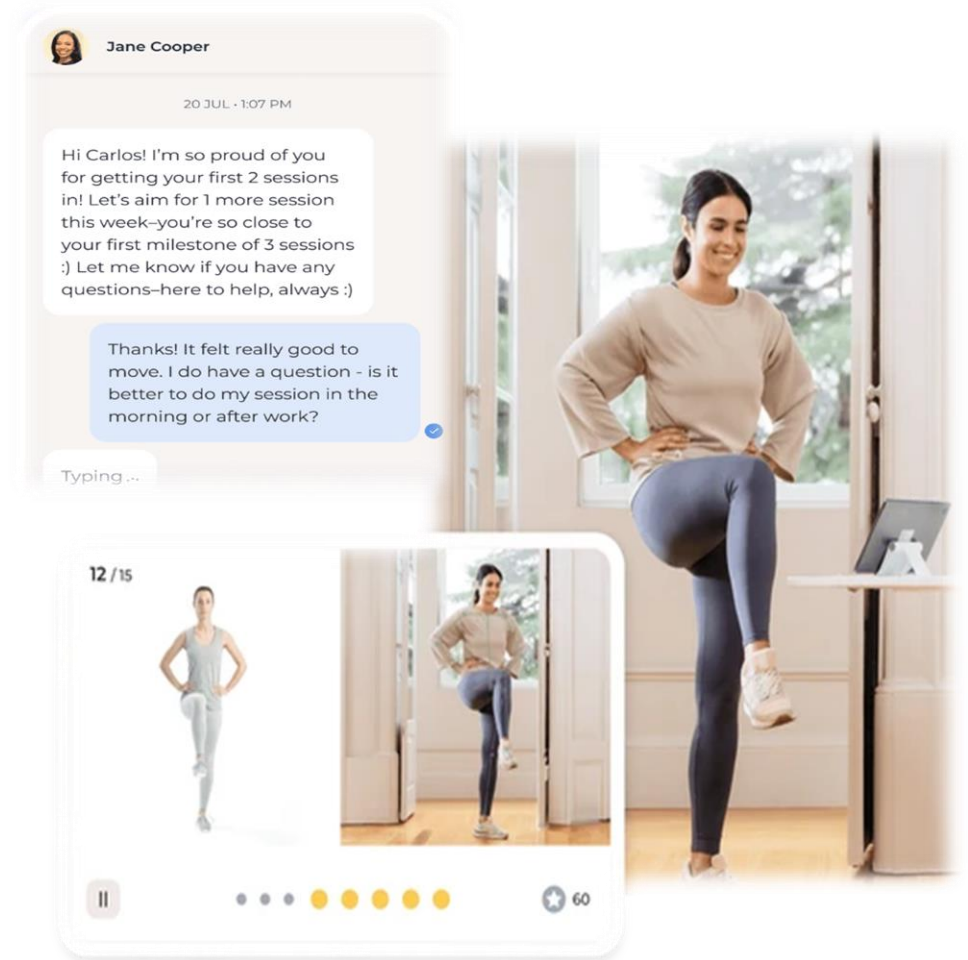 Jane Cooper
20 JUL • 1:07 PM
Hi Carlos! I'm so proud of you
for getting your first 2 sessions
in! Let's aim for 1 more session
this week–you're so close to
your first milestone of 3 sessions
:) Let me know if you have any
questions–here to help, always :)
Thanks! It felt really good to
move. I do have a question - is it
better to do my session in the
morning or after work?
Typing...
12 / 15
60